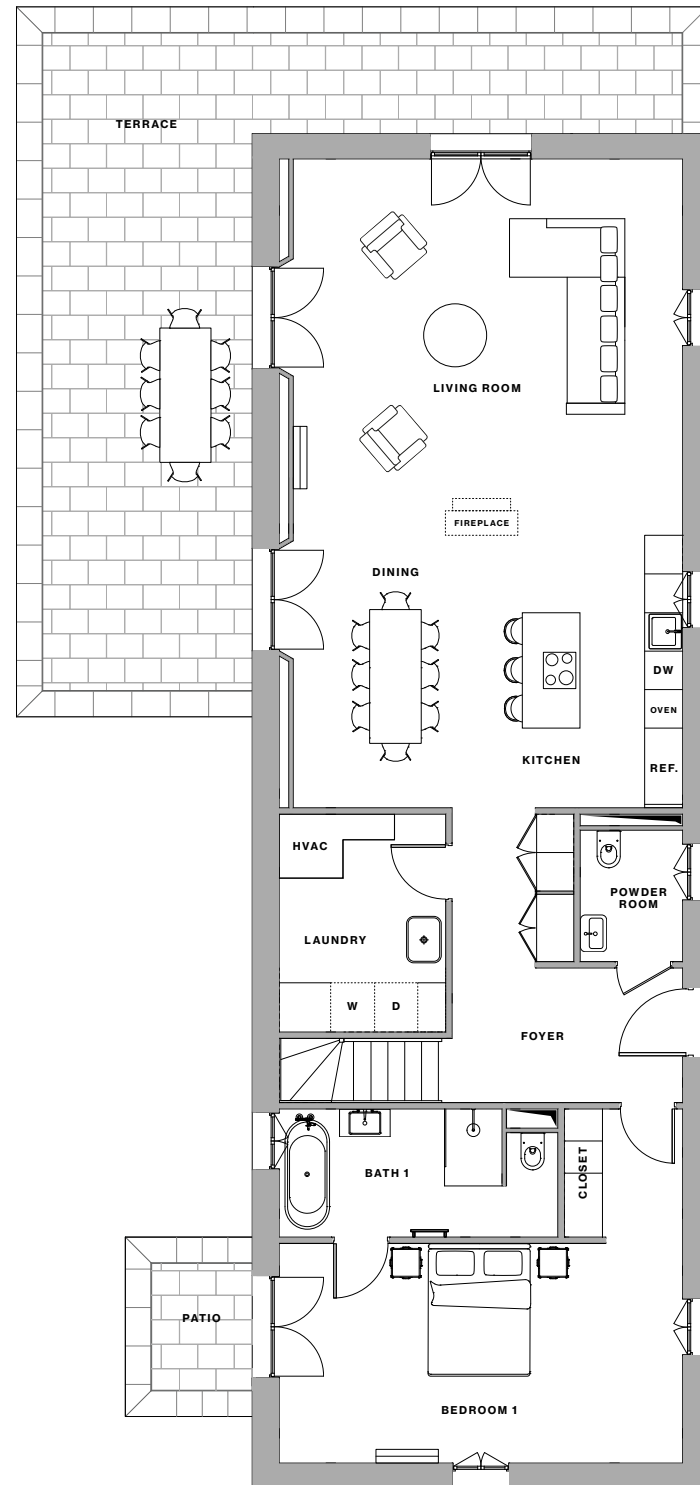 TERRACE
LIVING ROOM
FIREPLACE
DINING
DW
OVEN
KITCHEN
REF.
HVAC
POWDER
ROOM
LAUNDRY
W
D
FOYER
BATH 1
CLOSET
PATIO
BEDROOM 1